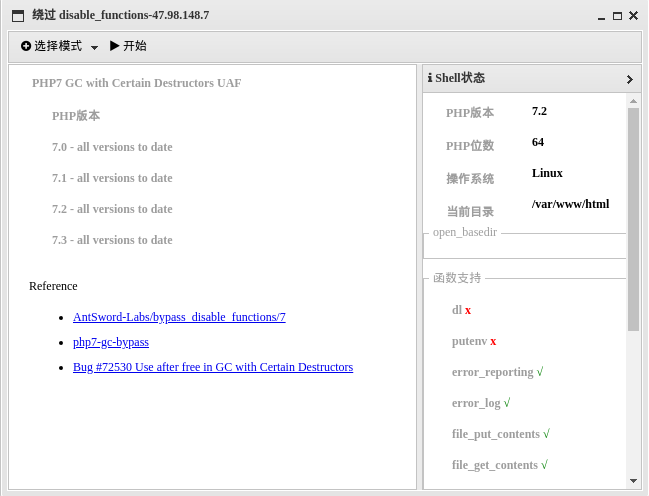 绕过 disable_functions-47.98.148.7
选择模式 开始
PHP7 GC with Certain Destructors UAF
PHP版本
7.0 - all versions to date
7.1 - all versions to date
7.2 - all versions to date
7.3 - all versions to date
Reference
AntSword-Labs/bypass_disable_functions/7
php7-gc-bypass
Bug #72530 Use after free in GC with Certain Destructors
Shell状态
PHP版本 7.2
PHP位数 64
操作系统 Linux
当前目录 /var/www/html
open_basedir
函数支持
dl x
putenv x
error_reporting √
error_log √
file_put_contents √
file_get_contents √